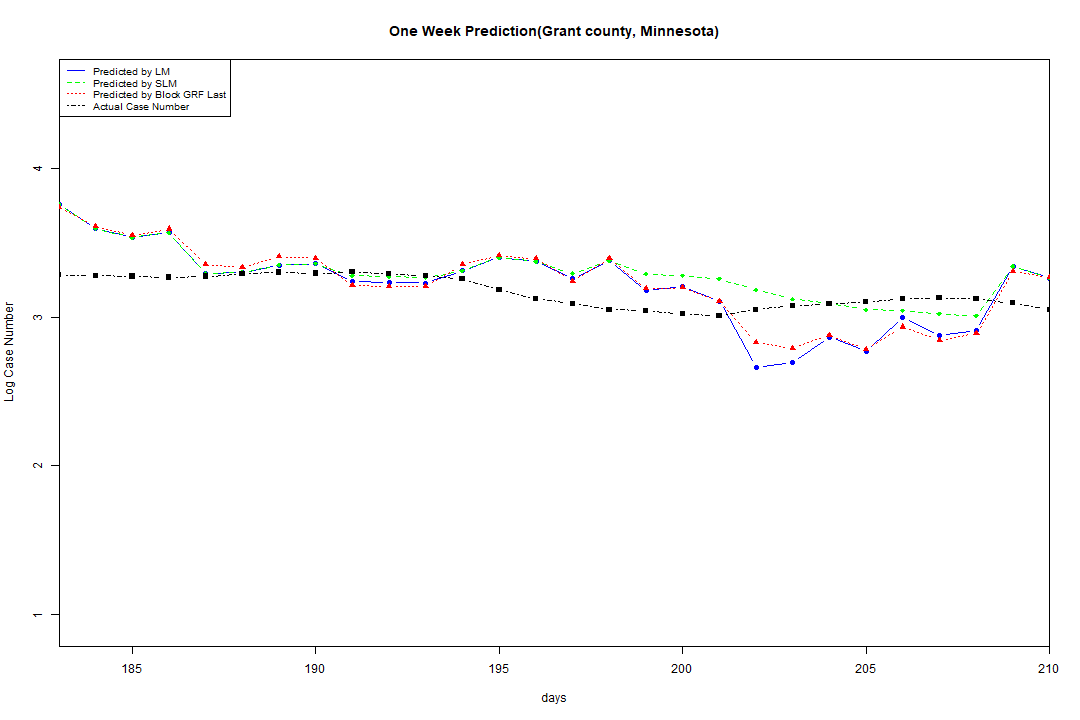 One Week Prediction(Grant county, Minnesota)
Predicted by LM
Predicted by SLM
Predicted by Block GRF Last
Actual Case Number
4
3
2
1
Log Case Number
185 190 195 200 205 210
days